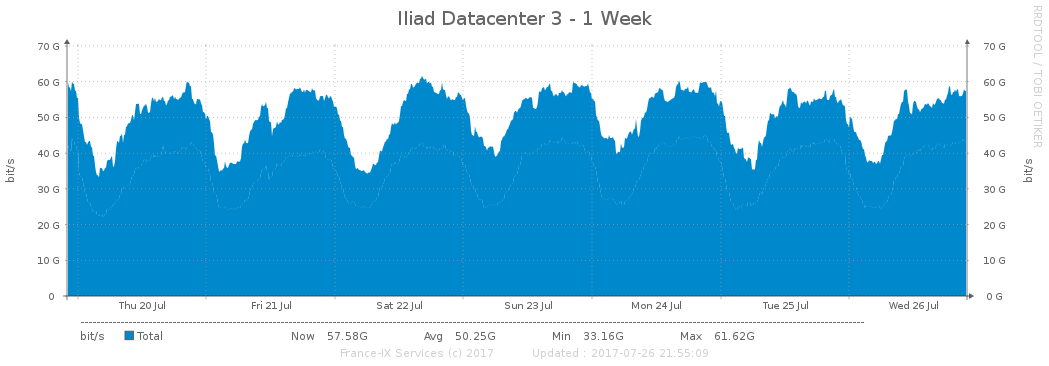 Iliad Datacenter 3 - 1 Week
RRDTOOL / TOBI OETIKER
70 G 70 G
60 G 60 G
50 G 50 G
40 G 40 G
30 G 30 G
20 G 20 G
10 G 10 G
0 0 G
bit/s bit/s
Thu 20 Jul Fri 21 Jul Sat 22 Jul Sun 23 Jul Mon 24 Jul Tue 25 Jul Wed 26 Jul
bit/s Total Now 57.58G Avg 50.25G Min 33.16G Max 61.62G
France-IX Services (c) 2017 Updated : 2017-07-26 21:55:09